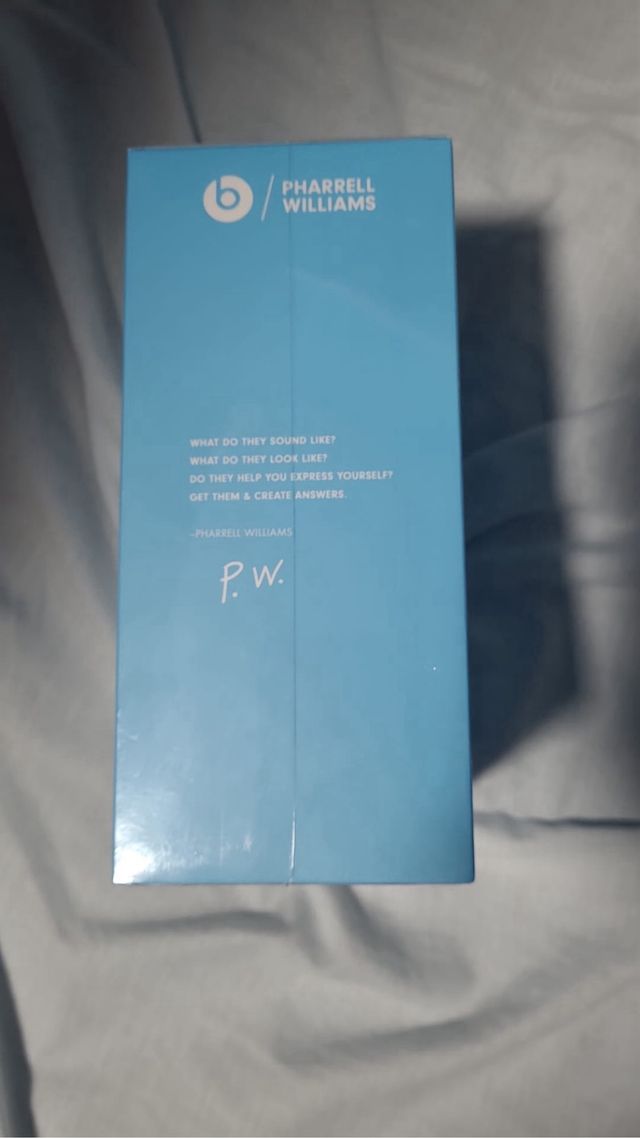 b / PHARRELL
WILLIAMS
WHAT DO THEY SOUND LIKE?
WHAT DO THEY LOOK LIKE?
DO THEY HELP YOU EXPRESS YOURSELF?
GET THEM & CREATE ANSWERS.
–PHARRELL WILLIAMS
P. W.